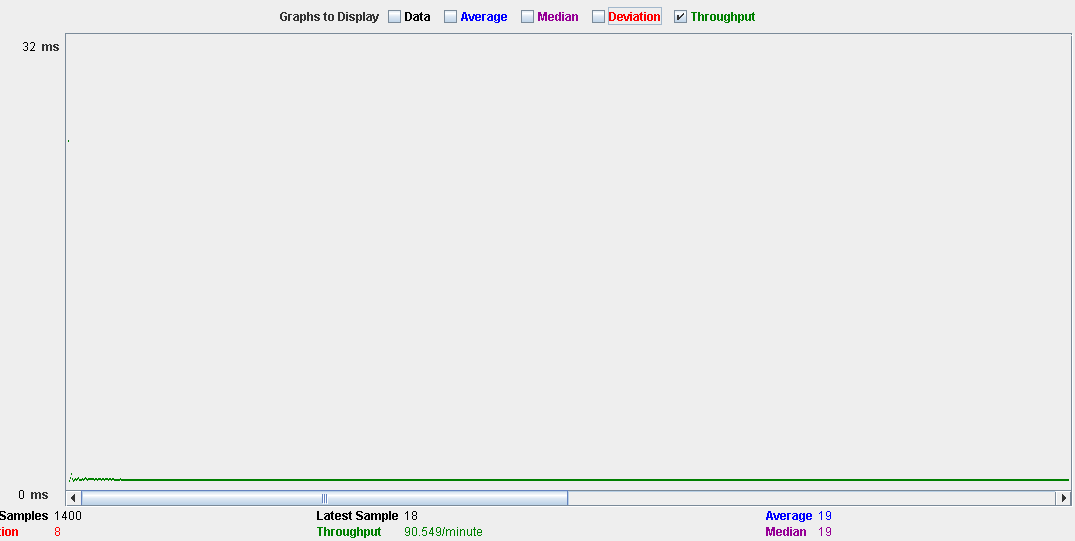 Graphs to Display Data Average Median Deviation Throughput
32 ms
0 ms
Samples 1400 Latest Sample 18 Average 19
tion 8 Throughput 90.549/minute Median 19